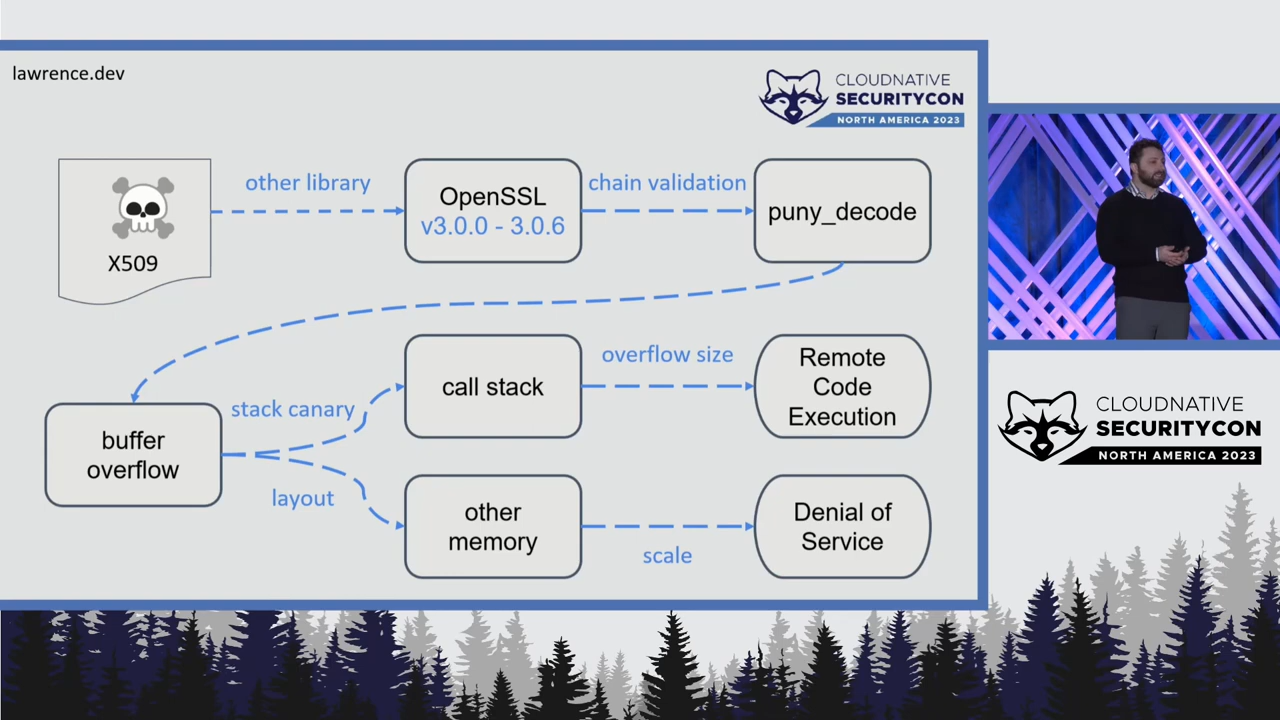 lawrence.dev
CLOUDNATIVE
SECURITYCON
NORTH AMERICA 2023
X509
other library
OpenSSL
v3.0.0 - 3.0.6
chain validation
puny_decode
buffer
overflow
stack canary
layout
call stack
overflow size
Remote
Code
Execution
other
memory
scale
Denial of
Service
CLOUDNATIVE
SECURITYCON
NORTH AMERICA 2023